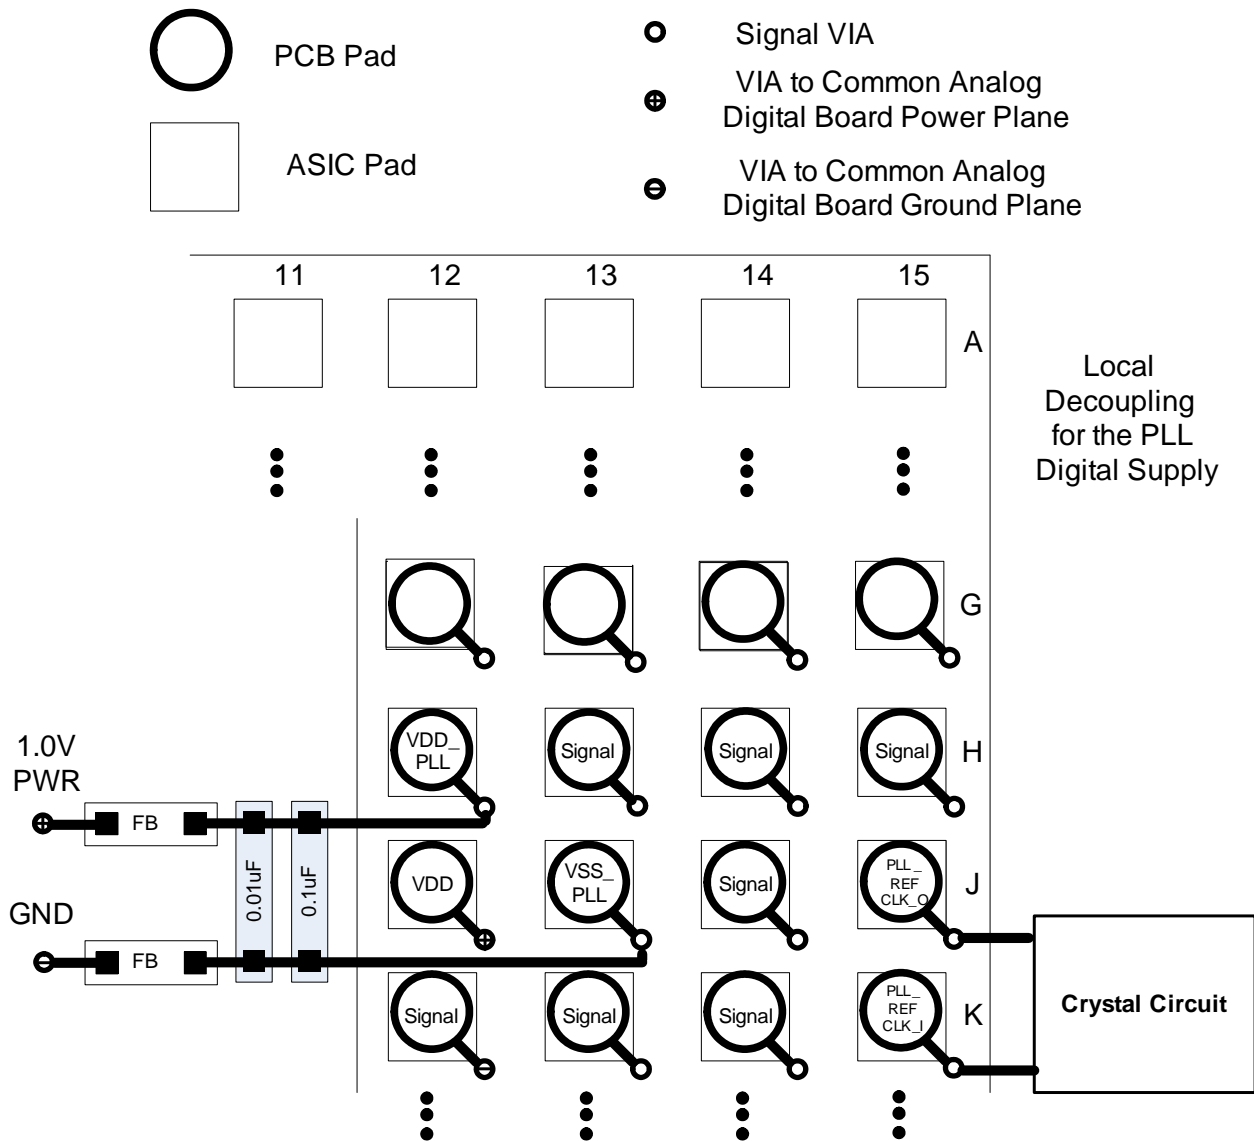 PCB Pad
ASIC Pad
Signal VIA
VIA to Common Analog
Digital Board Power Plane
VIA to Common Analog
Digital Board Ground Plane
11 12 13 14 15
A
Local
Decoupling
for the PLL
Digital Supply
G
VDD_
PLL
Signal
Signal
Signal
H
1.0V
PWR
FB
0.01uF
0.1uF
VDD
VSS_
PLL
Signal
PLL_
REF
CLK_O
J
GND
FB
Signal
Signal
Signal
PLL_
REF
CLK_I
K
Crystal Circuit